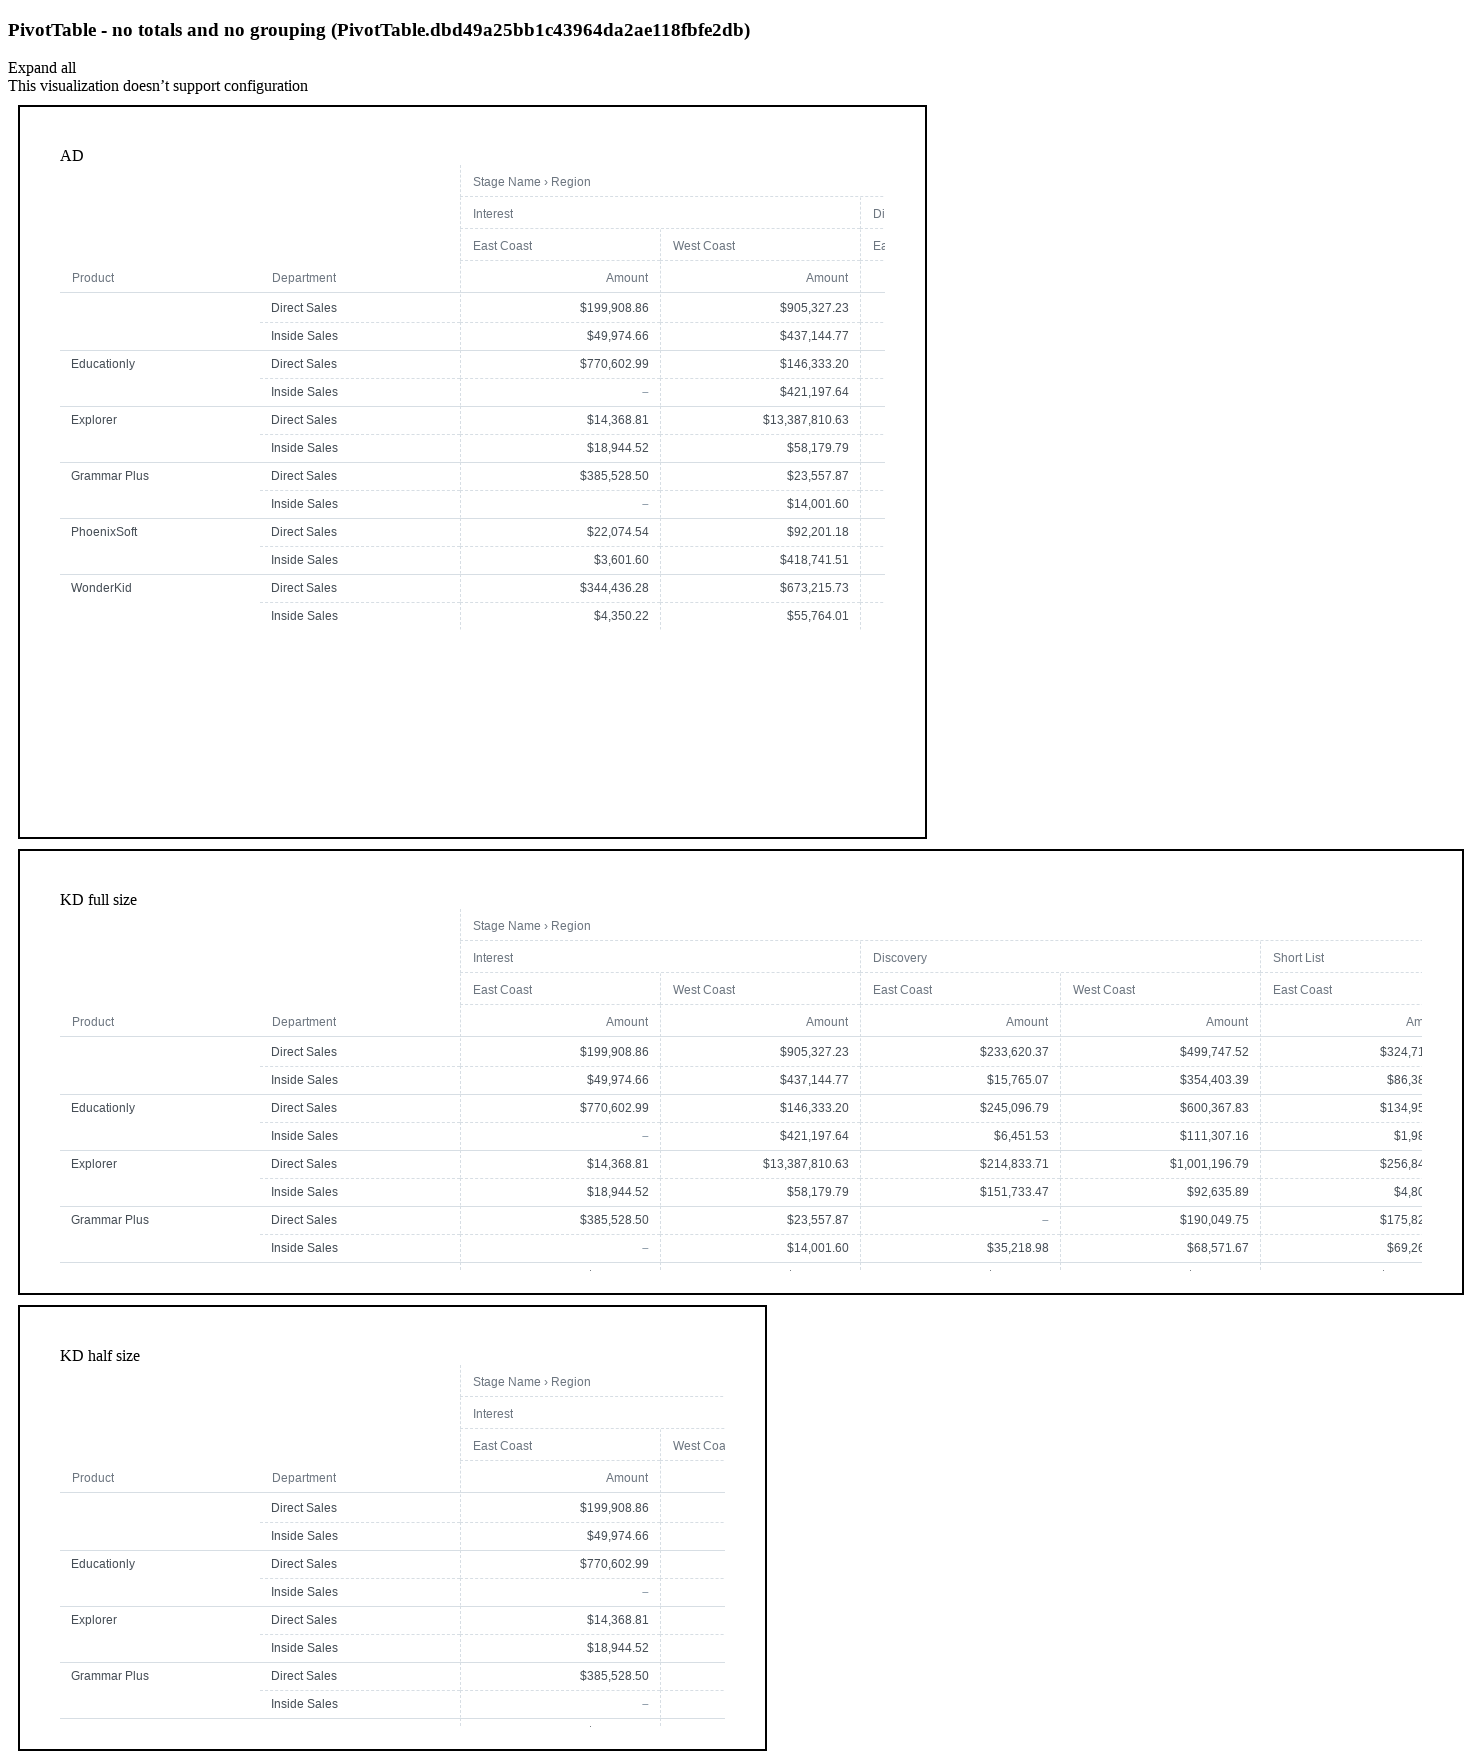 PivotTable - no totals and no grouping (PivotTable.dbd49a25bb1c43964da2ae118fbfe2db)
Expand all
This visualization doesn’t support configuration
AD
Stage Name › Region
Interest Di
East Coast West Coast Ea
Product Department Amount Amount
Direct Sales $199,908.86 $905,327.23
Inside Sales $49,974.66 $437,144.77
Educationly Direct Sales $770,602.99 $146,333.20
Inside Sales – $421,197.64
Explorer Direct Sales $14,368.81 $13,387,810.63
Inside Sales $18,944.52 $58,179.79
Grammar Plus Direct Sales $385,528.50 $23,557.87
Inside Sales – $14,001.60
PhoenixSoft Direct Sales $22,074.54 $92,201.18
Inside Sales $3,601.60 $418,741.51
WonderKid Direct Sales $344,436.28 $673,215.73
Inside Sales $4,350.22 $55,764.01
KD full size
Stage Name › Region
Interest Discovery Short List
East Coast West Coast East Coast West Coast East Coast
Product Department Amount Amount Amount Amount Am
Direct Sales $199,908.86 $905,327.23 $233,620.37 $499,747.52 $324,71
Inside Sales $49,974.66 $437,144.77 $15,765.07 $354,403.39 $86,38
Educationly Direct Sales $770,602.99 $146,333.20 $245,096.79 $600,367.83 $134,95
Inside Sales – $421,197.64 $6,451.53 $111,307.16 $1,98
Explorer Direct Sales $14,368.81 $13,387,810.63 $214,833.71 $1,001,196.79 $256,84
Inside Sales $18,944.52 $58,179.79 $151,733.47 $92,635.89 $4,80
Grammar Plus Direct Sales $385,528.50 $23,557.87 – $190,049.75 $175,82
Inside Sales – $14,001.60 $35,218.98 $68,571.67 $69,26
KD half size
Stage Name › Region
Interest
East Coast West Coa
Product Department Amount
Direct Sales $199,908.86
Inside Sales $49,974.66
Educationly Direct Sales $770,602.99
Inside Sales –
Explorer Direct Sales $14,368.81
Inside Sales $18,944.52
Grammar Plus Direct Sales $385,528.50
Inside Sales –